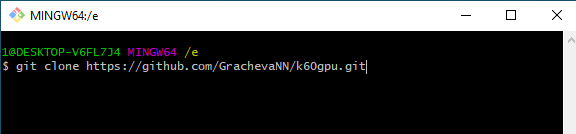 MINGW64:/e
1@DESKTOP-V6FL7J4 MINGW64 /e
$ git clone https://github.com/GrachevaNN/k60gpu.git